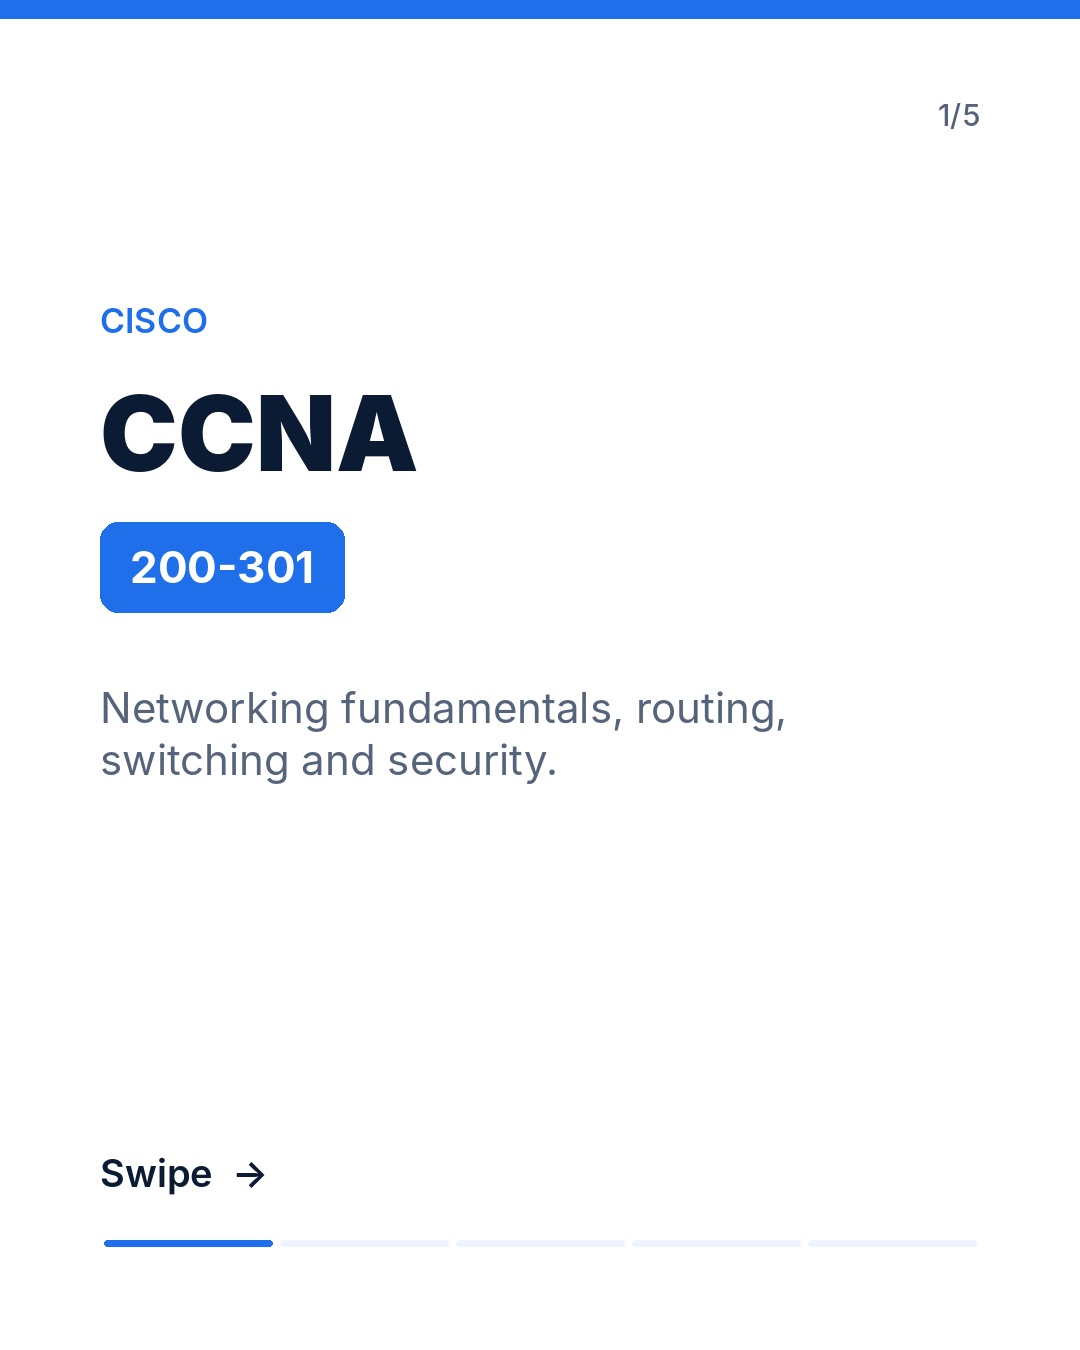 1/5
CISCO
CCNA
200-301
Networking fundamentals, routing,
switching and security.
Swipe →